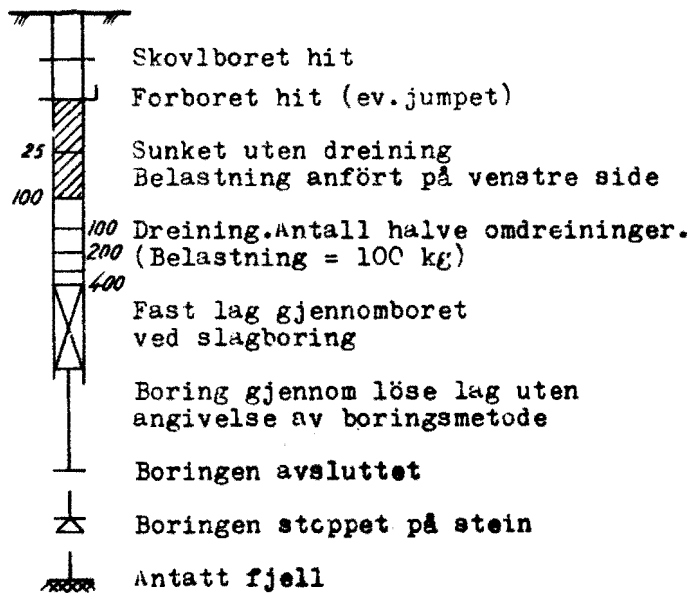 Skovlboret hit
Forboret hit (ev.jumpet)
25 Sunket uten dreining
Belastning anfört på venstre side
100
100 Dreining.Antall halve omdreininger.
200 (Belastning = 100 kg)
400
Fast lag gjennomboret
ved slagboring
Boring gjennom löse lag uten
angivelse av boringsmetode
Boringen avsluttet
Boringen stoppet på stein
Antatt fjell